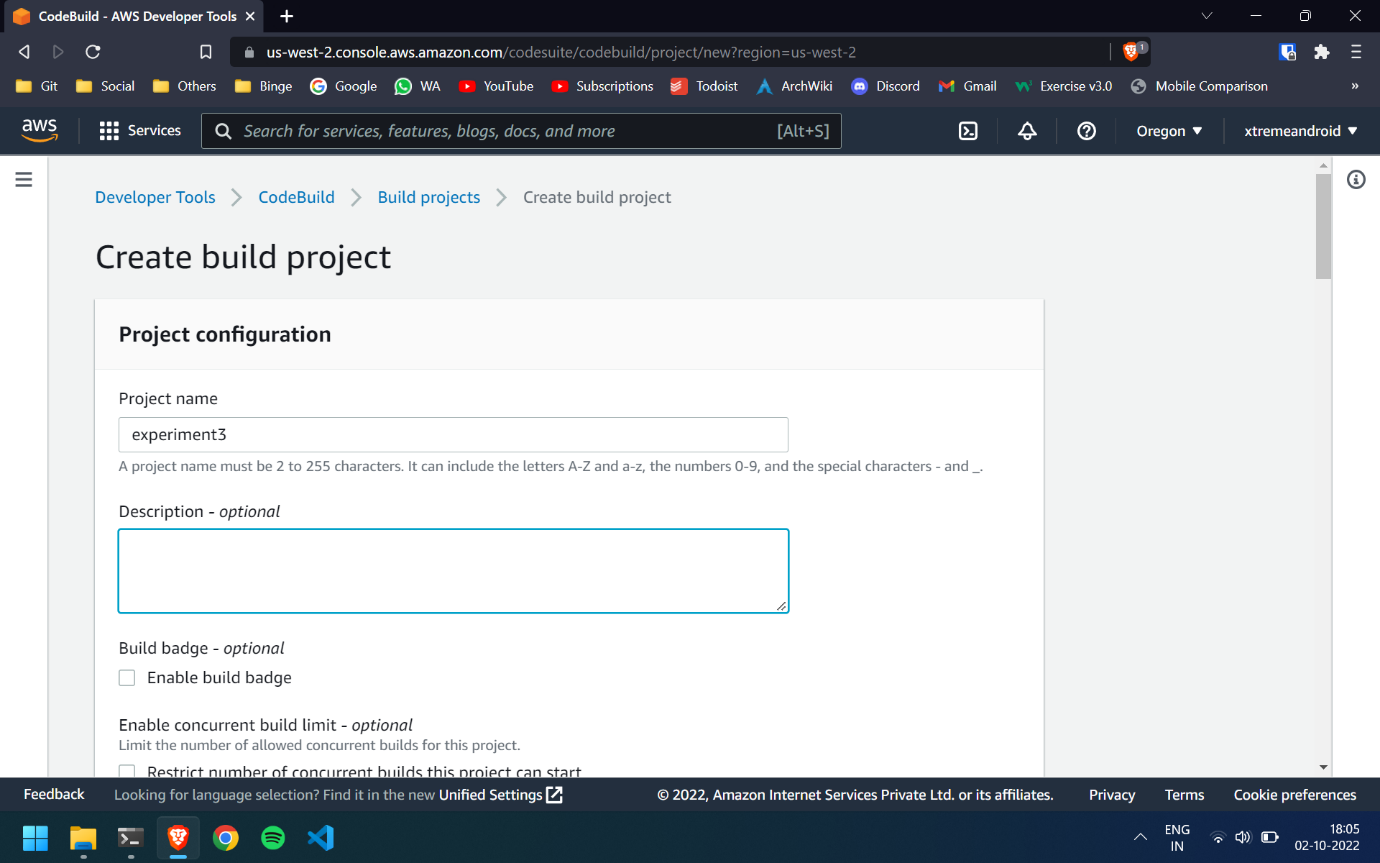 CodeBuild - AWS Developer Tools
us-west-2.console.aws.amazon.com/codesuite/codebuild/project/new?region=us-west-2
1
Git Social Others Binge Google WA YouTube Subscriptions Todoist ArchWiki Discord Gmail Exercise v3.0 Mobile Comparison »
aws Services Search for services, features, blogs, docs, and more [Alt+S] Oregon xtremeandroid
Developer Tools CodeBuild Build projects Create build project
Create build project
Project configuration
Project name
experiment3
A project name must be 2 to 255 characters. It can include the letters A-Z and a-z, the numbers 0-9, and the special characters - and _.
Description - optional
Build badge - optional
Enable build badge
Enable concurrent build limit - optional
Limit the number of allowed concurrent builds for this project.
Restrict number of concurrent builds this project can start
Feedback Looking for language selection? Find it in the new Unified Settings © 2022, Amazon Internet Services Private Ltd. or its affiliates. Privacy Terms Cookie preferences
ENG 18:05
IN 02-10-2022